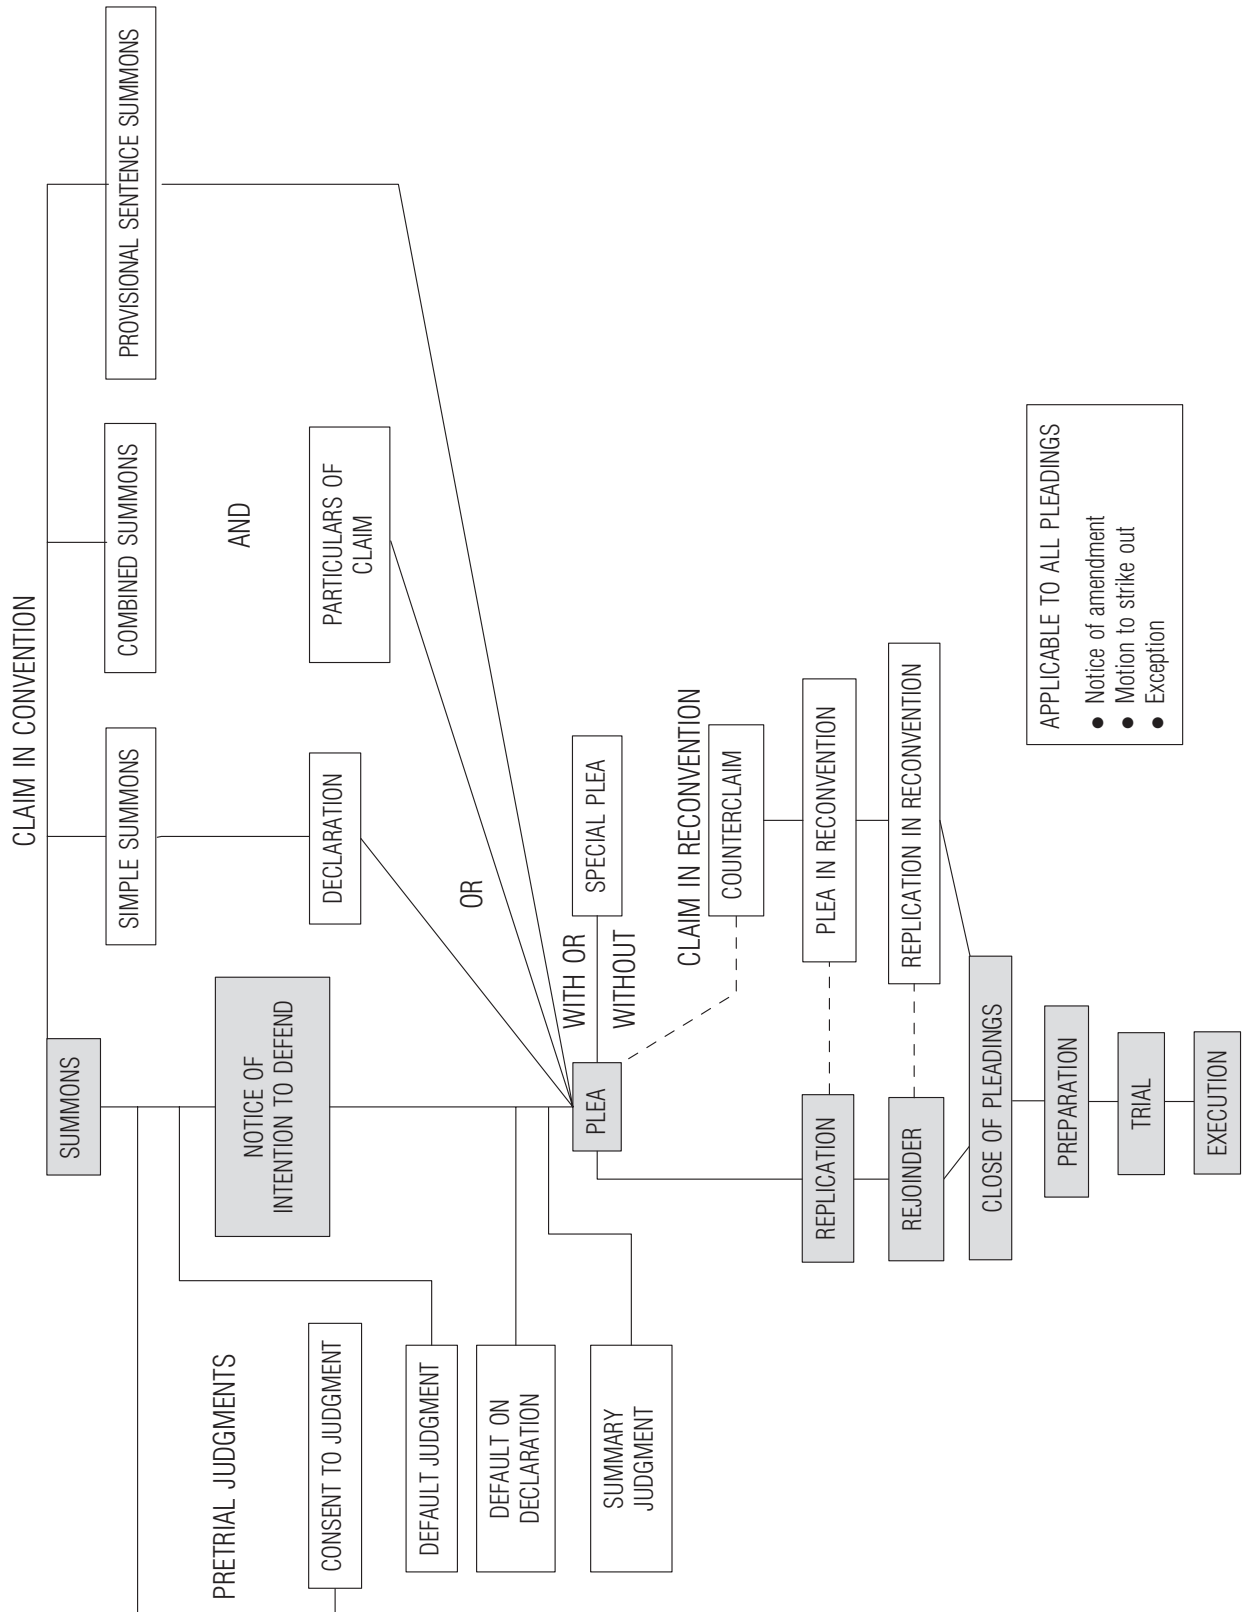 CLAIM IN CONVENTION
SUMMONS
SIMPLE SUMMONS
COMBINED SUMMONS
PROVISIONAL SENTENCE SUMMONS
AND
PRETRIAL JUDGMENTS
NOTICE OF
INTENTION TO DEFEND
CONSENT TO JUDGMENT
DECLARATION
PARTICULARS OF
CLAIM
DEFAULT JUDGMENT
OR
DEFAULT ON
DECLARATION
SUMMARY
JUDGMENT
PLEA
WITH OR
WITHOUT
SPECIAL PLEA
CLAIM IN RECONVENTION
COUNTERCLAIM
REPLICATION
PLEA IN RECONVENTION
REJOINDER
REPLICATION IN RECONVENTION
CLOSE OF PLEADINGS
PREPARATION
TRIAL
EXECUTION
APPLICABLE TO ALL PLEADINGS
● Notice of amendment
● Motion to strike out
● Exception